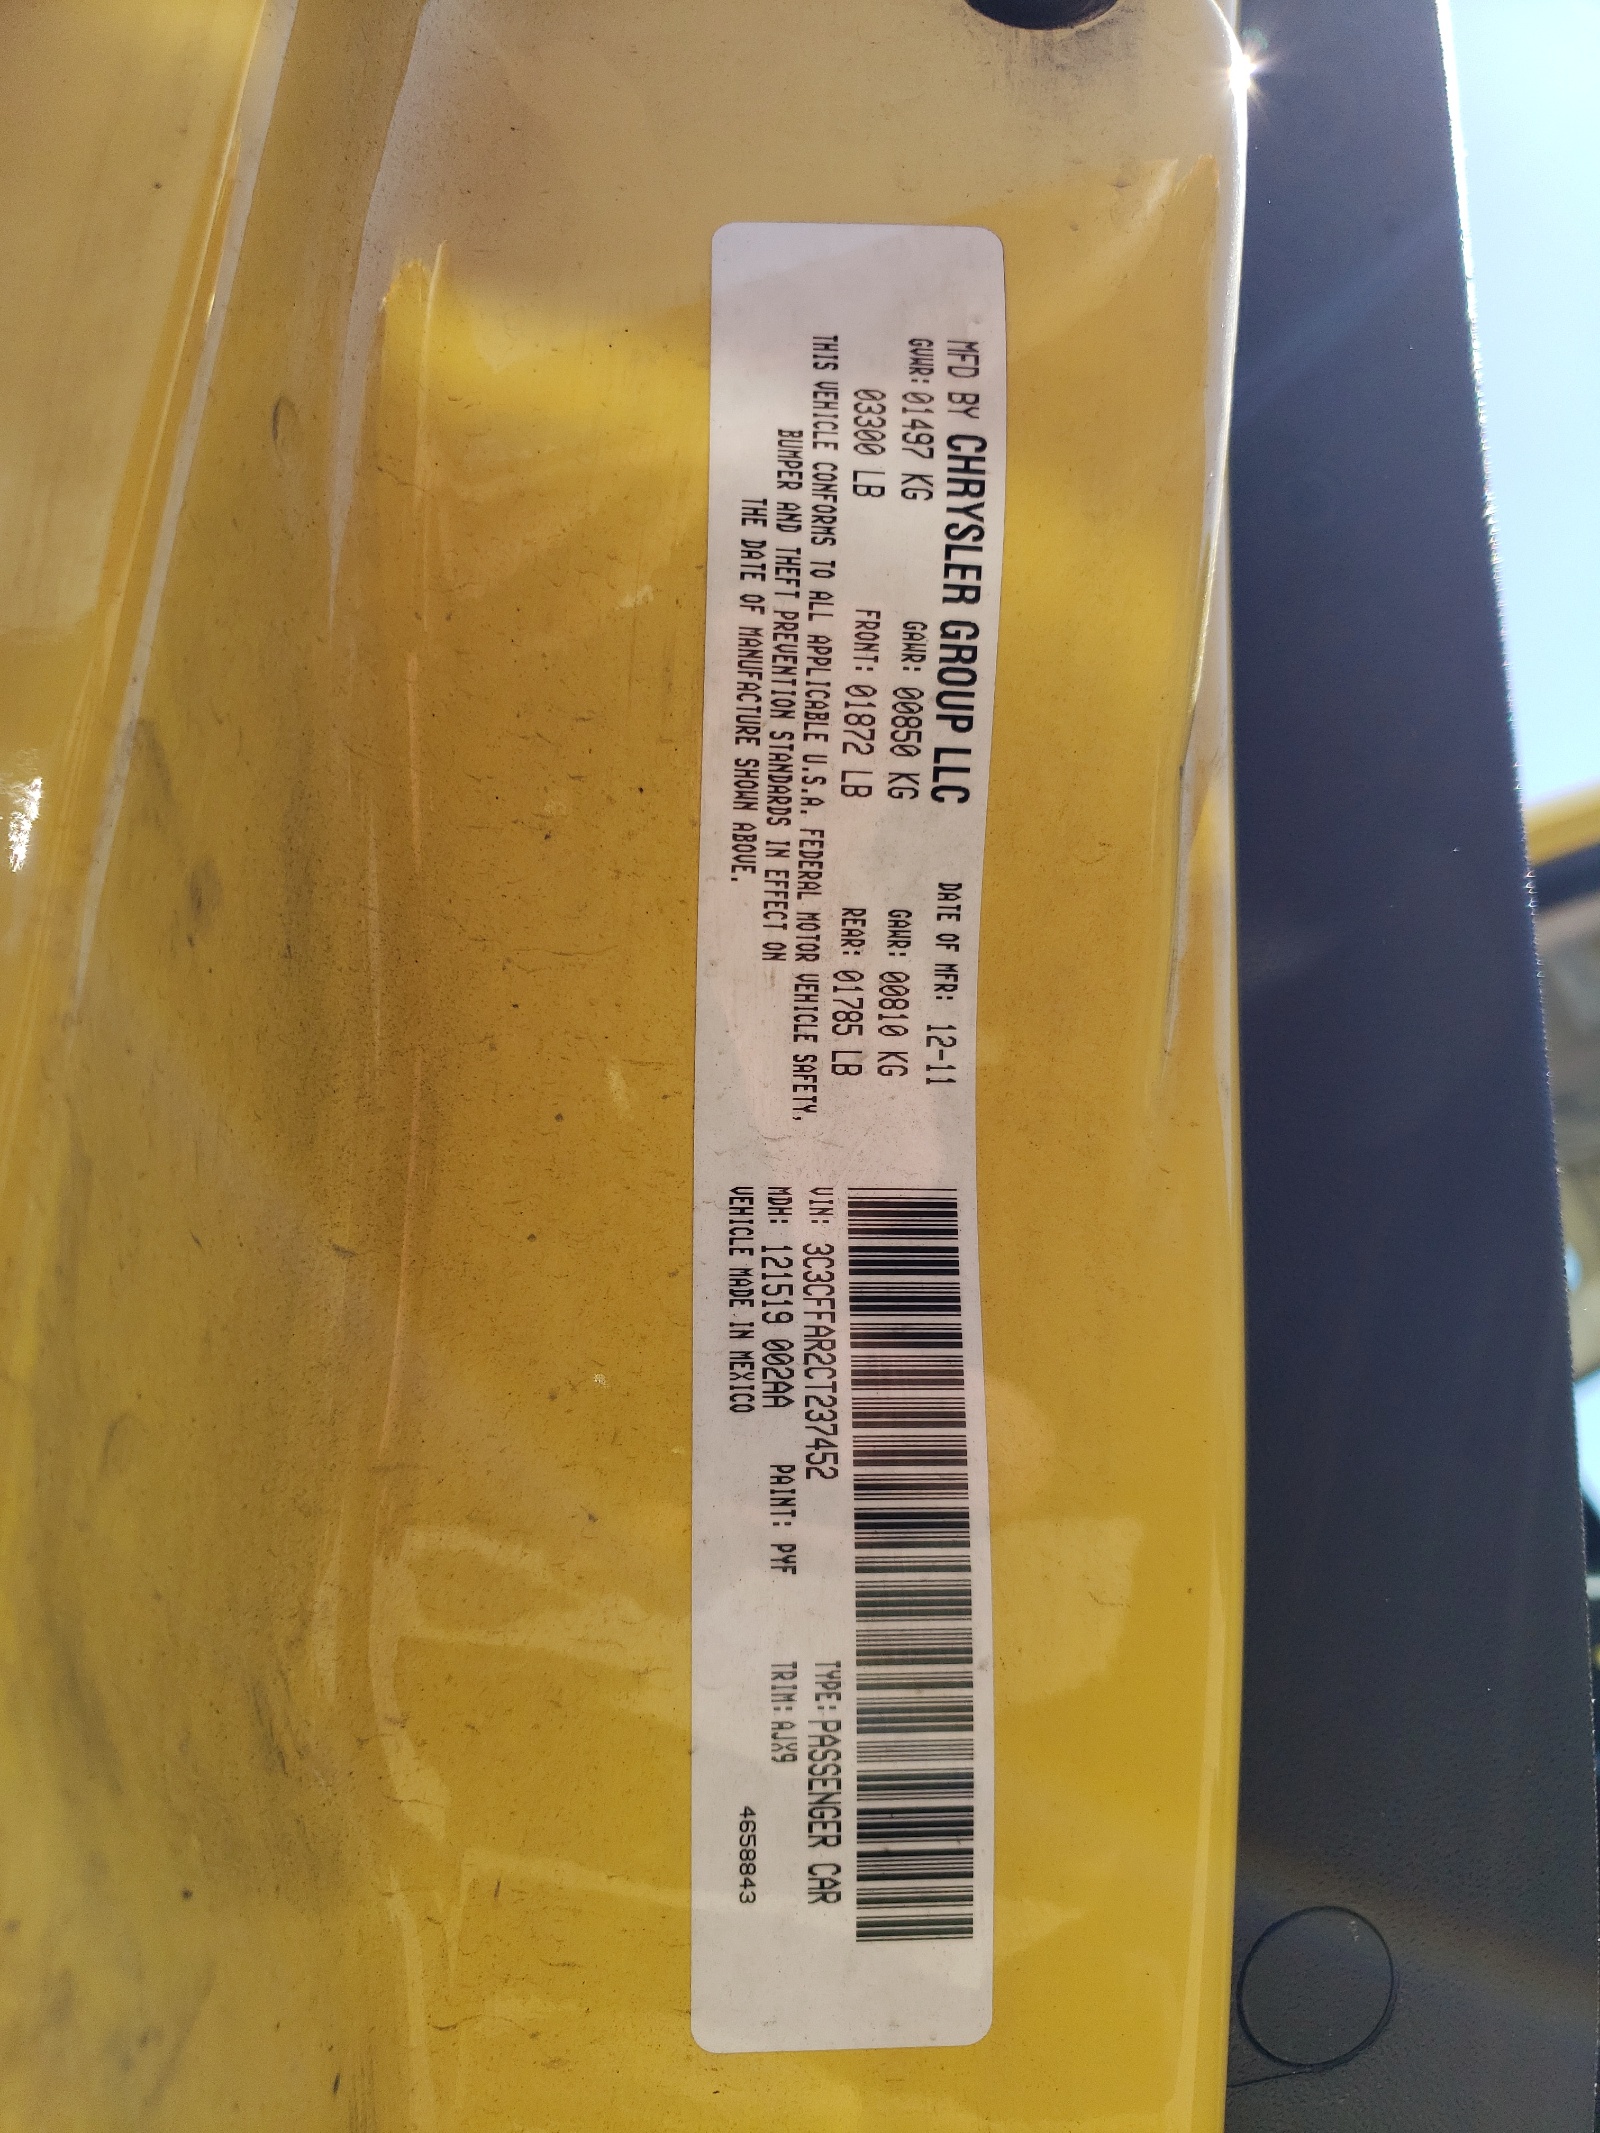 MFD BY CHRYSLER GROUP LLC DATE OF MFR: 12-11
GVWR: 01497 KG GAWR: 00850 KG GAWR: 00810 KG
03300 LB FRONT: 01872 LB REAR: 01785 LB
THIS VEHICLE CONFORMS TO ALL APPLICABLE U.S.A. FEDERAL MOTOR VEHICLE SAFETY,
BUMPER AND THEFT PREVENTION STANDARDS IN EFFECT ON
THE DATE OF MANUFACTURE SHOWN ABOVE.
VIN: 3C3CFFAR2CT237452 TYPE: PASSENGER CAR
MDH: 121519 002AA PAINT: PYF TRIM: AJX9
VEHICLE MADE IN MEXICO 4658843